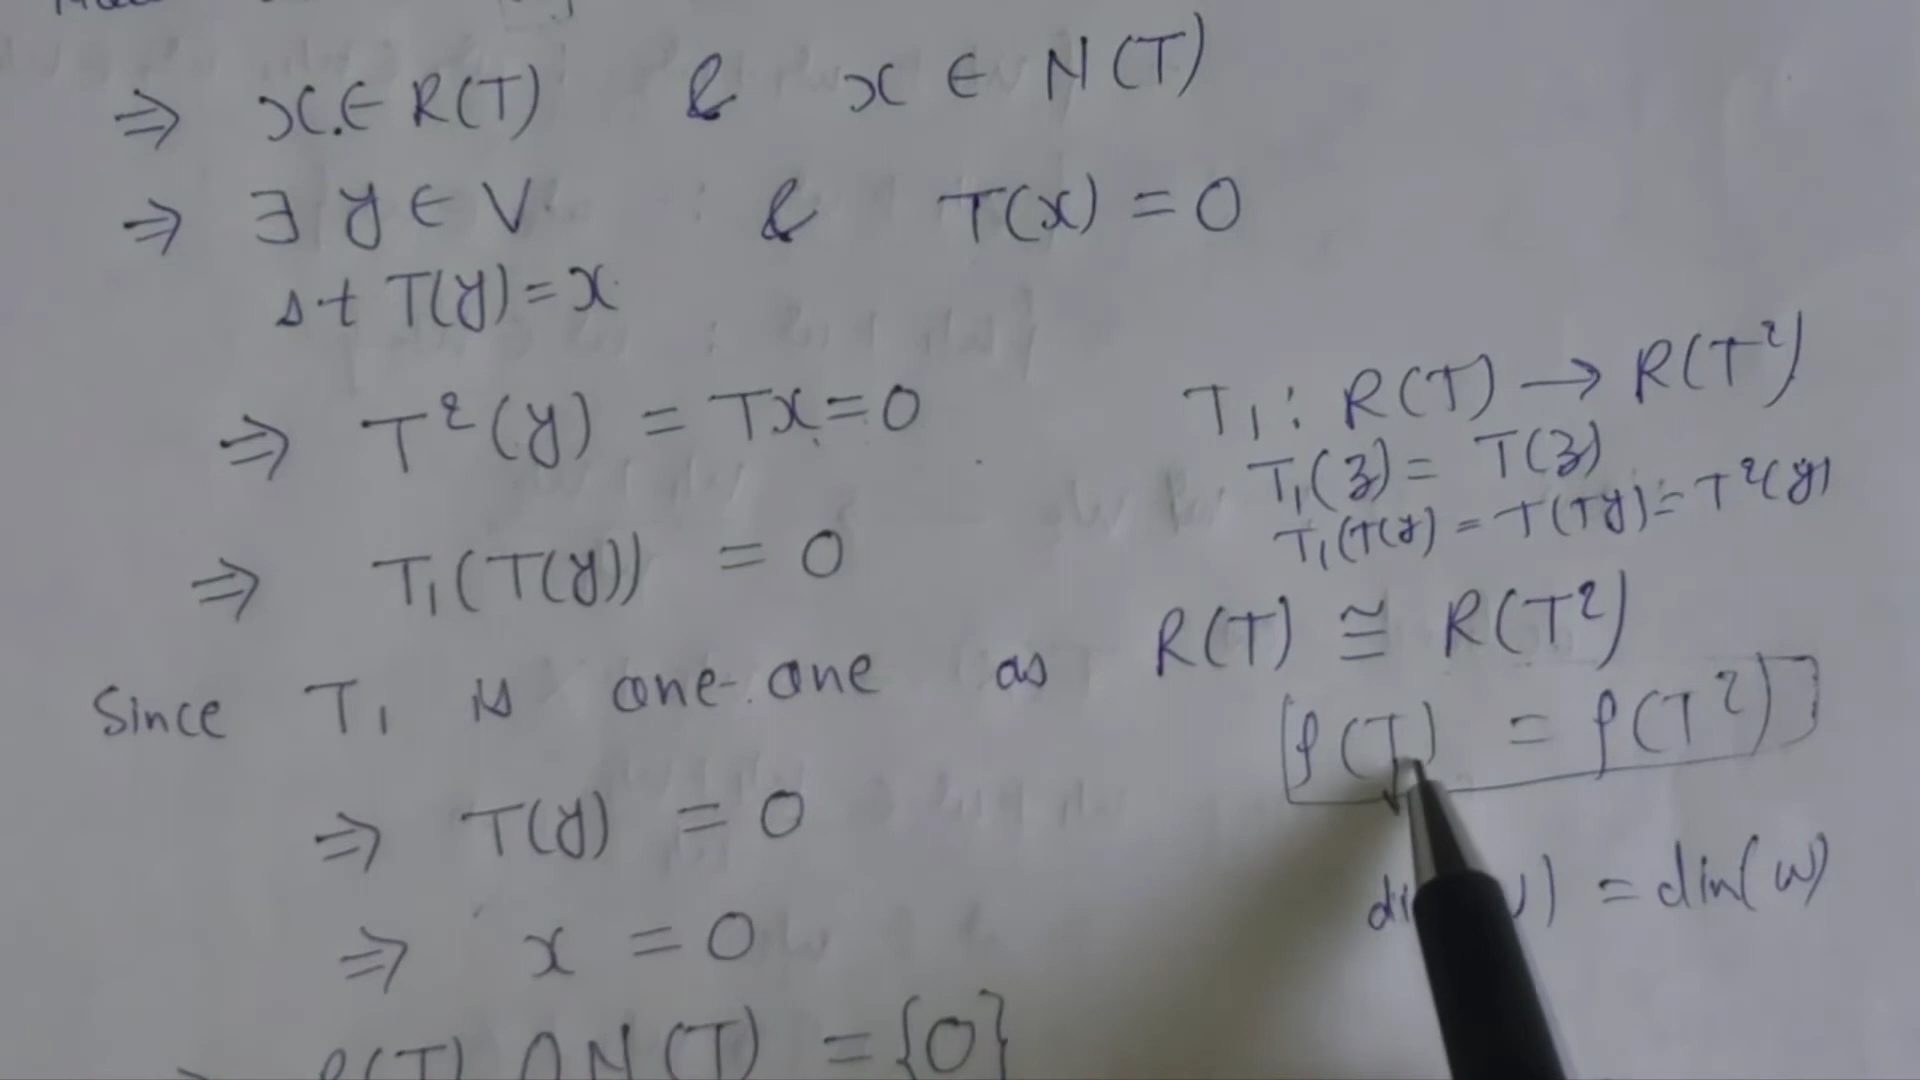 ⇒ x ∈ R(T) & x ∈ N(T)
⇒ ∃ y ∈ V & T(x) = 0
s.t T(y) = x
⇒ T²(y) = Tx = 0
T₁ : R(T) → R(T²)
T₁(z) = T(z)
T₁(T(y) = T(Ty) = T²(y)
⇒ T₁(T(y)) = 0
Since T₁ is one-one as R(T) ≅ R(T²)
ρ(T) = ρ(T²)
⇒ T(y) = 0
= dim(W)
⇒ x = 0
R(T) ∩ N(T) = {0}